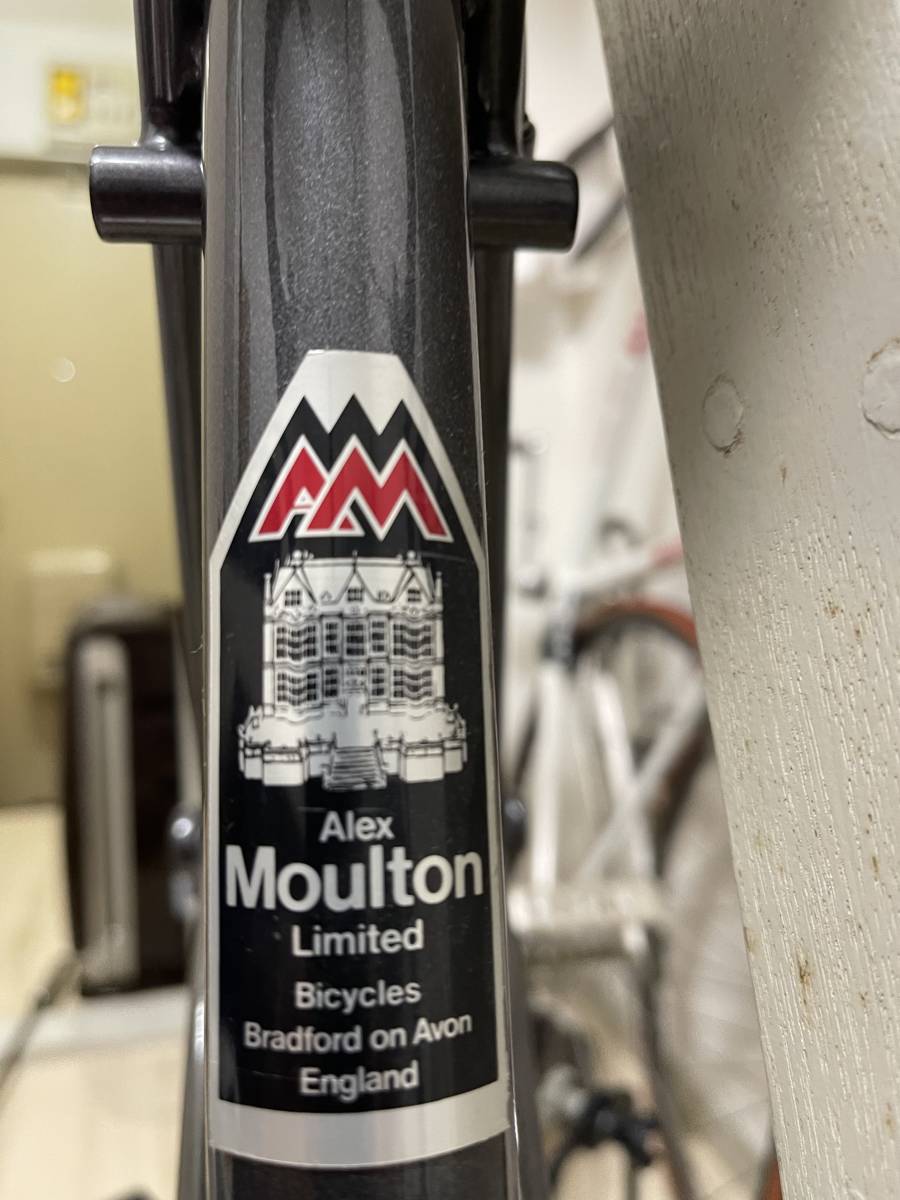 AM
Alex
Moulton
Limited
Bicycles
Bradford on Avon
England